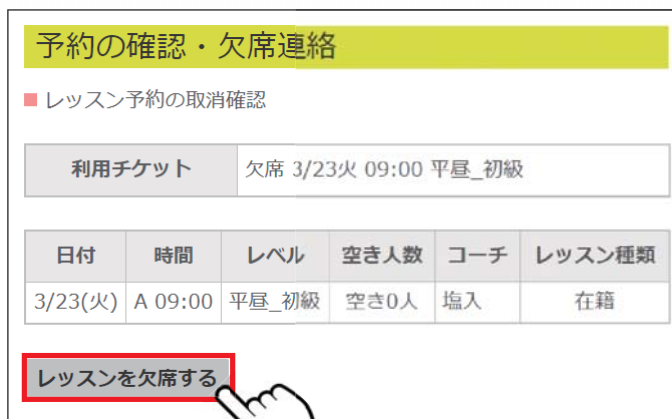 予約の確認・欠席連絡
レッスン予約の取消確認
利用チケット 欠席 3/23火 09:00 平昼_初級
日付 時間 レベル 空き人数 コーチ レッスン種類
3/23(火) A 09:00 平昼_初級 空き0人 塩入 在籍
レッスンを欠席する